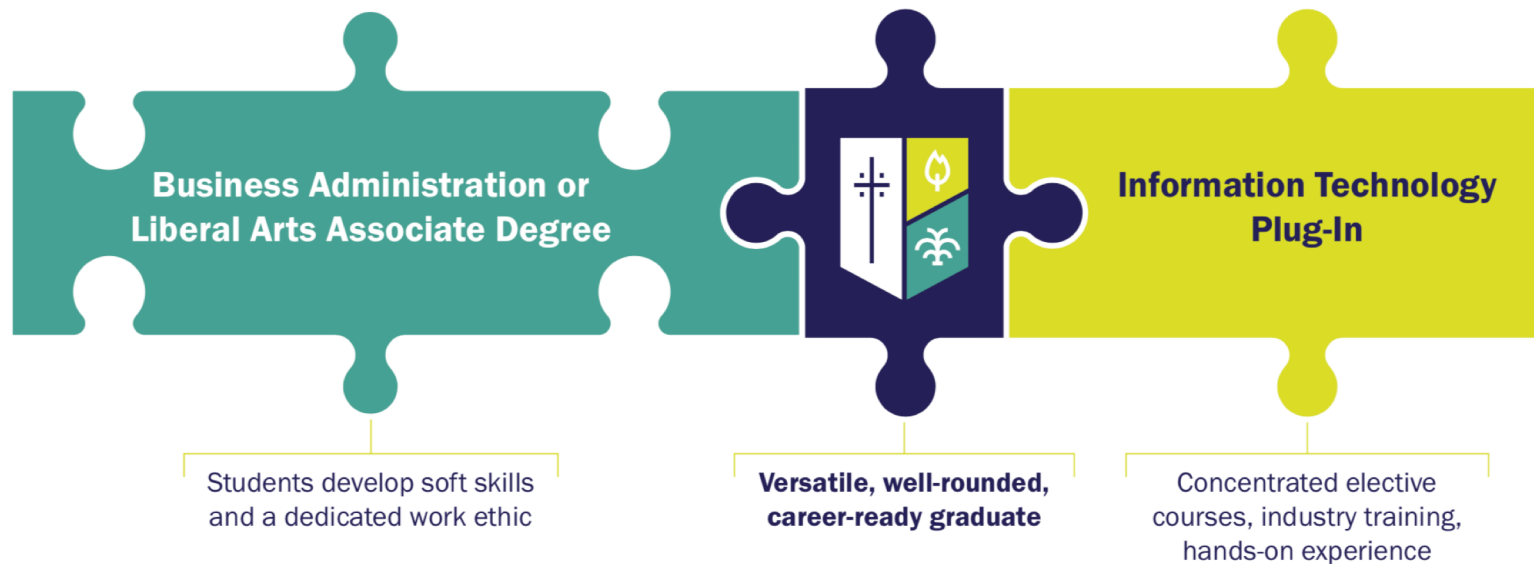 Business Administration or
Liberal Arts Associate Degree
Information Technology
Plug-In
Students develop soft skills
and a dedicated work ethic
Versatile, well-rounded,
career-ready graduate
Concentrated elective
courses, industry training,
hands-on experience